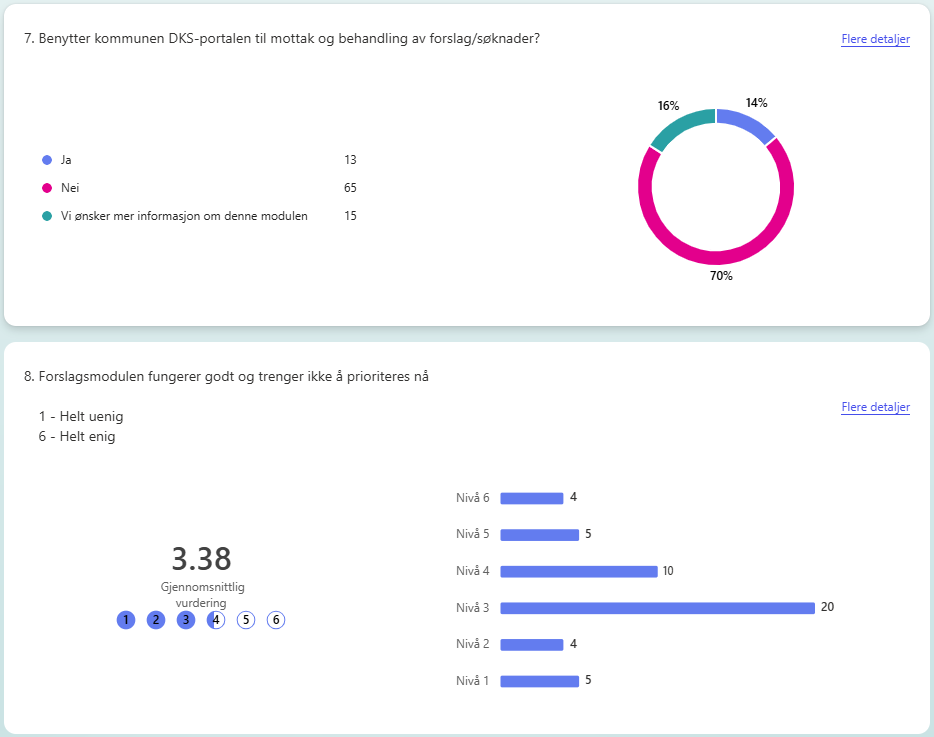 7. Benytter kommunen DKS-portalen til mottak og behandling av forslag/søknader?
Flere detaljer
Ja 13
Nei 65
Vi ønsker mer informasjon om denne modulen 15
16%
14%
70%
8. Forslagsmodulen fungerer godt og trenger ikke å prioriteres nå
Flere detaljer
1 - Helt uenig
6 - Helt enig
3.38
Gjennomsnittlig
vurdering
1 2 3 4 5 6
Nivå 6 4
Nivå 5 5
Nivå 4 10
Nivå 3 20
Nivå 2 4
Nivå 1 5